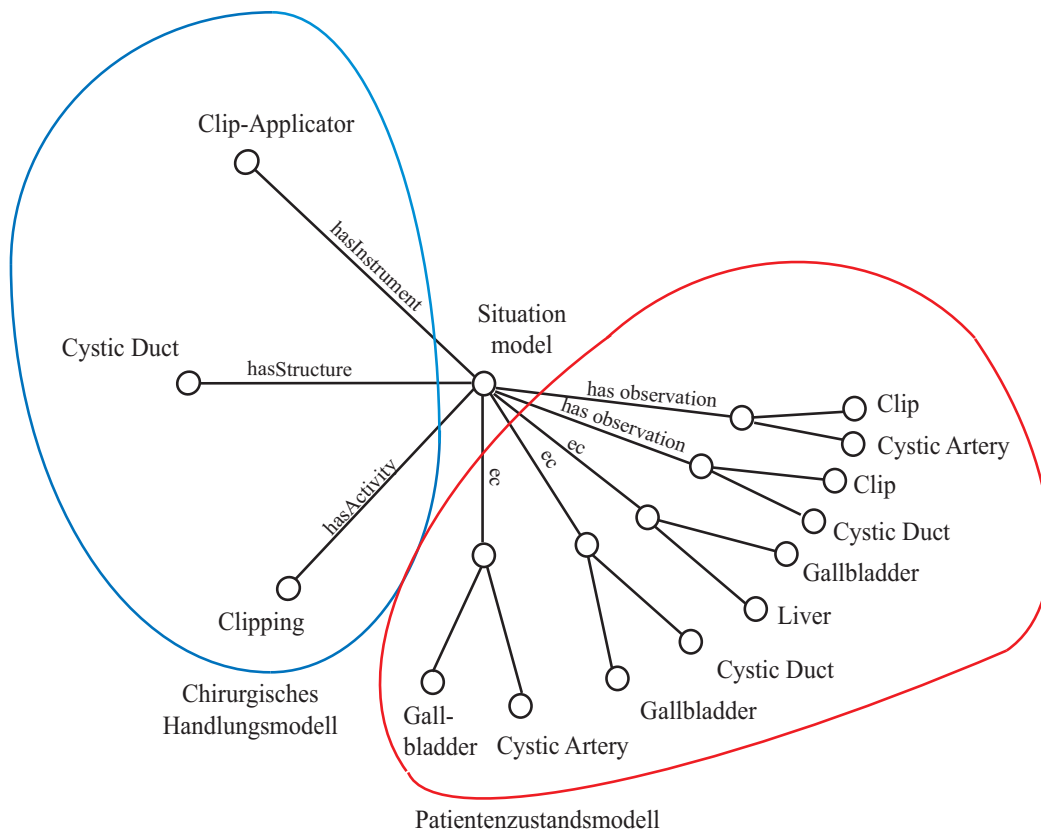 Clip-Applicator
hasInstrument
Situation
model
Cystic Duct
hasStructure
has observation
Clip
has observation
Cystic Artery
ec
Clip
ec
ec
Cystic Duct
hasActivity
Gallbladder
Clipping
Liver
Cystic Duct
Chirurgisches
Handlungsmodell
Gall-
bladder
Gallbladder
Cystic Artery
Patientenzustandsmodell